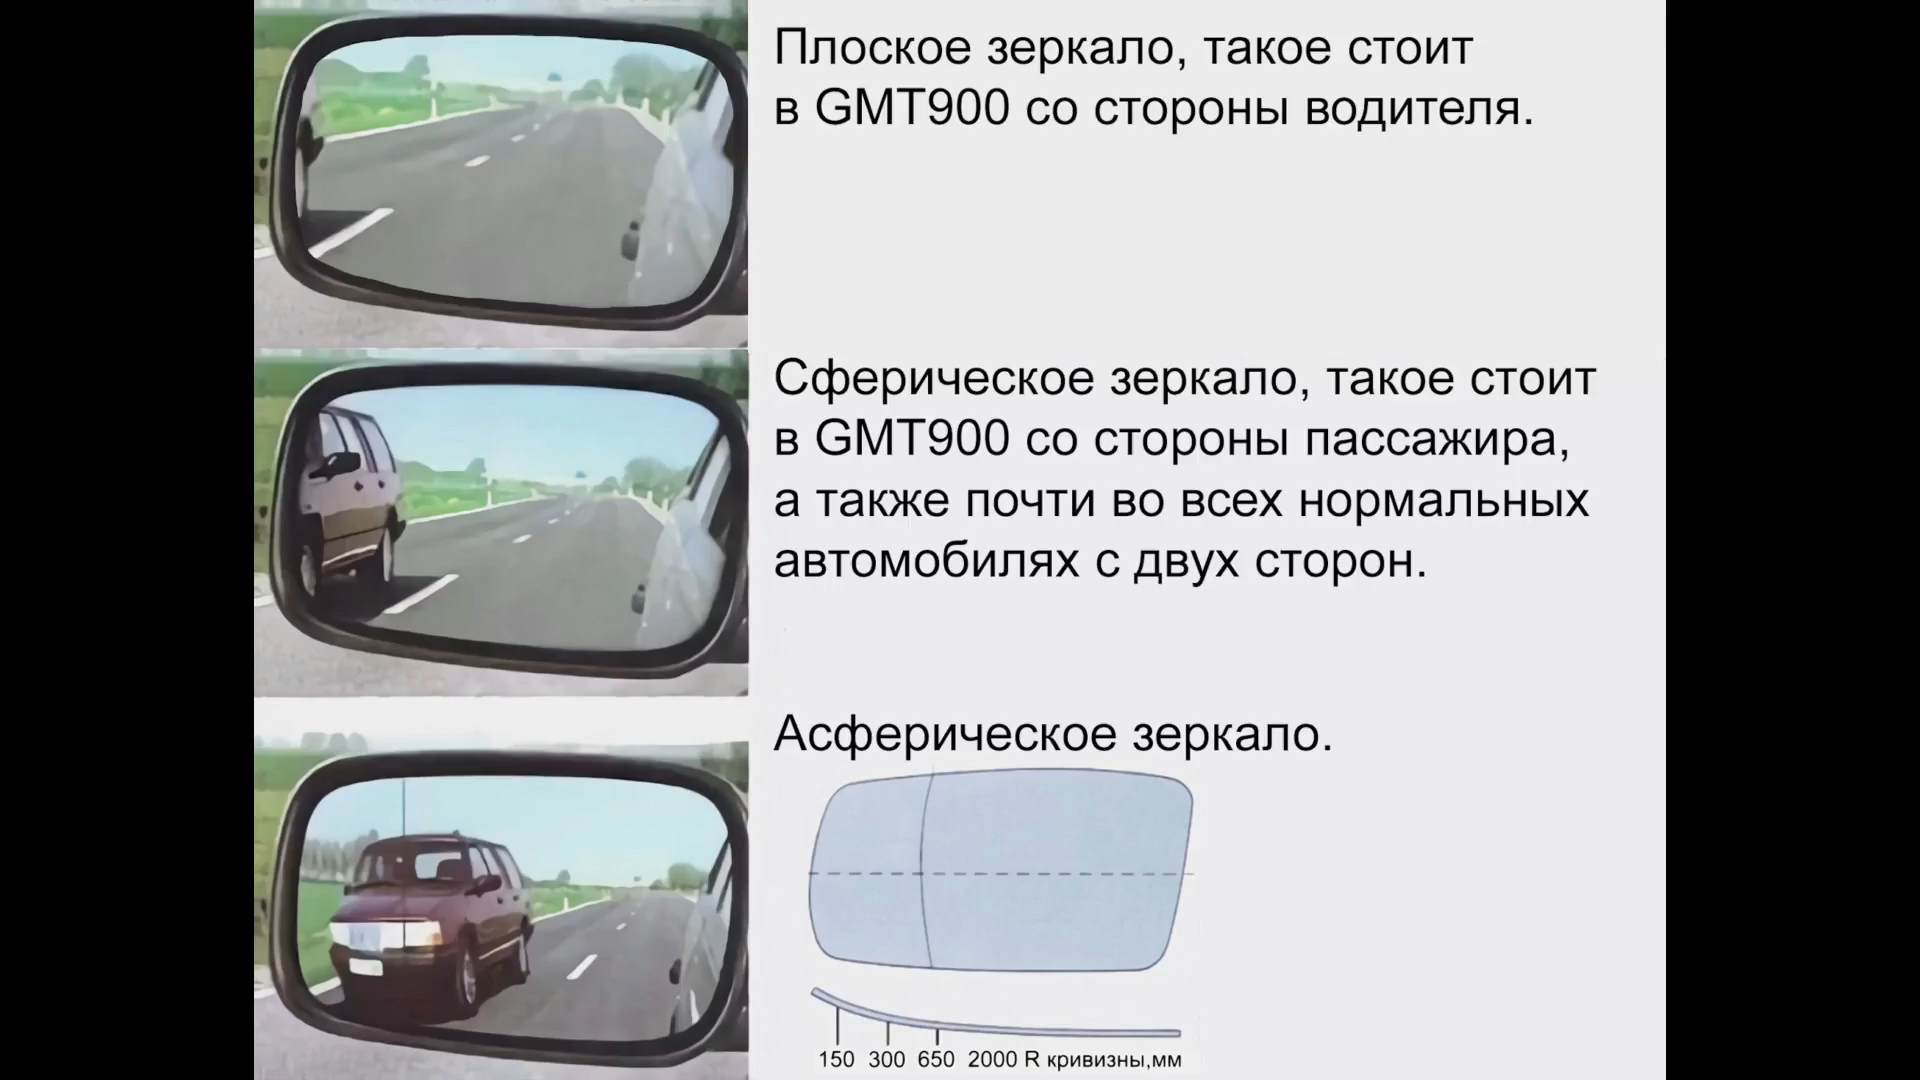 Плоское зеркало, такое стоит
в GMT900 со стороны водителя.
Сферическое зеркало, такое стоит
в GMT900 со стороны пассажира,
а также почти во всех нормальных
автомобилях с двух сторон.
Асферическое зеркало.
150 300 650 2000 R кривизны,мм